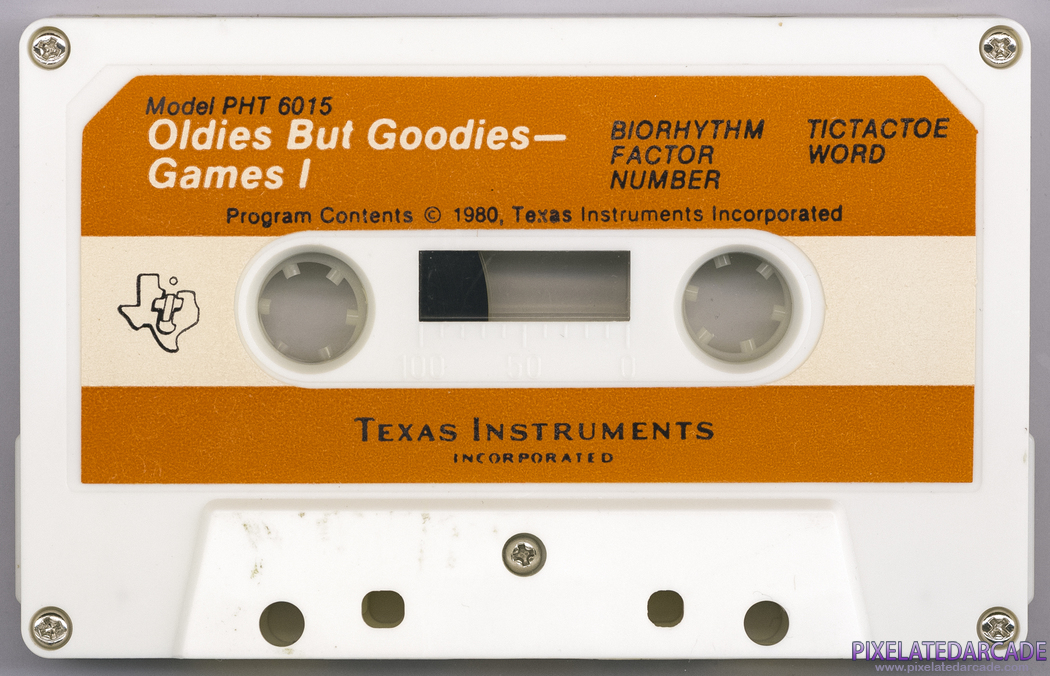 Model PHT 6015
Oldies But Goodies—
Games I
BIORHYTHM
FACTOR
NUMBER
TICTACTOE
WORD
Program Contents © 1980, Texas Instruments Incorporated
100 50 0
TEXAS INSTRUMENTS
INCORPORATED
PIXELATEDARCADE
www.pixelatedarcade.com